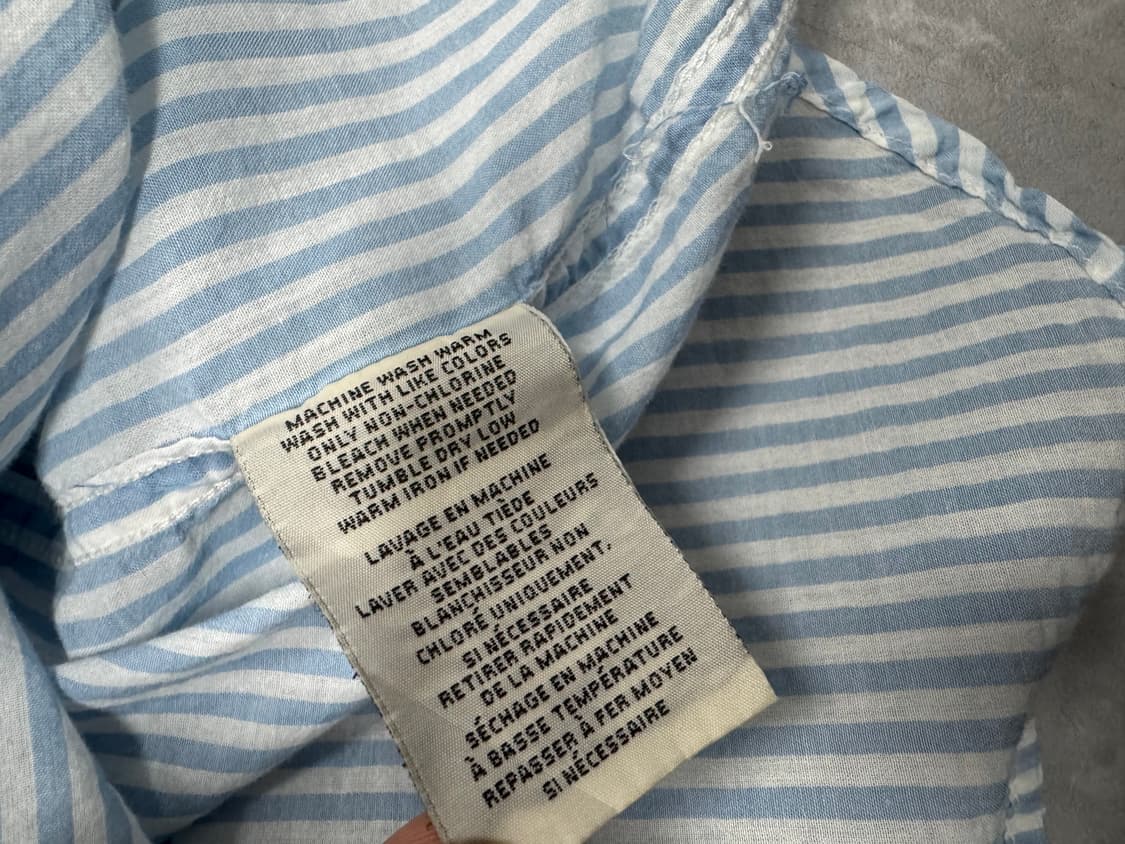 MACHINE WASH WARM
WASH WITH LIKE COLORS
ONLY NON-CHLORINE
BLEACH WHEN NEEDED
REMOVE PROMPTLY
TUMBLE DRY LOW
WARM IRON IF NEEDED
LAVAGE EN MACHINE
À L'EAU TIÈDE
LAVER AVEC DES COULEURS
SEMBLABLES
BLANCHISSEUR NON
CHLORÉ UNIQUEMENT,
SI NÉCESSAIRE
RETIRER RAPIDEMENT
DE LA MACHINE
SÉCHAGE EN MACHINE
À BASSE TEMPÉRATURE
REPASSER À FER MOYEN
SI NÉCESSAIRE